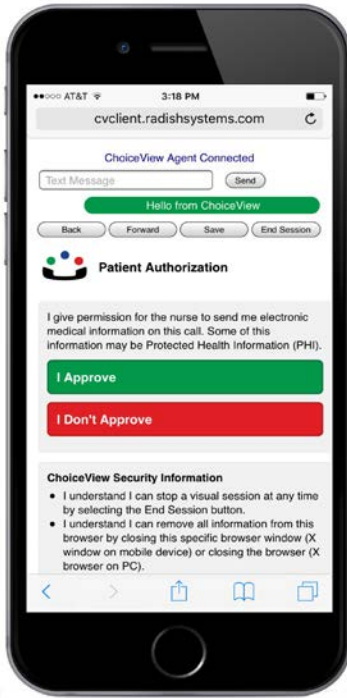 AT&T 3:18 PM
cvclient.radishsystems.com
ChoiceView Agent Connected
Text Message Send
Hello from ChoiceView
Back Forward Save End Session
Patient Authorization
I give permission for the nurse to send me electronic
medical information on this call. Some of this
information may be Protected Health Information (PHI).
I Approve
I Don't Approve
ChoiceView Security Information
• I understand I can stop a visual session at any time
by selecting the End Session button.
• I understand I can remove all information from this
browser by closing this specific browser window (X
window on mobile device) or closing the browser (X
browser on PC).